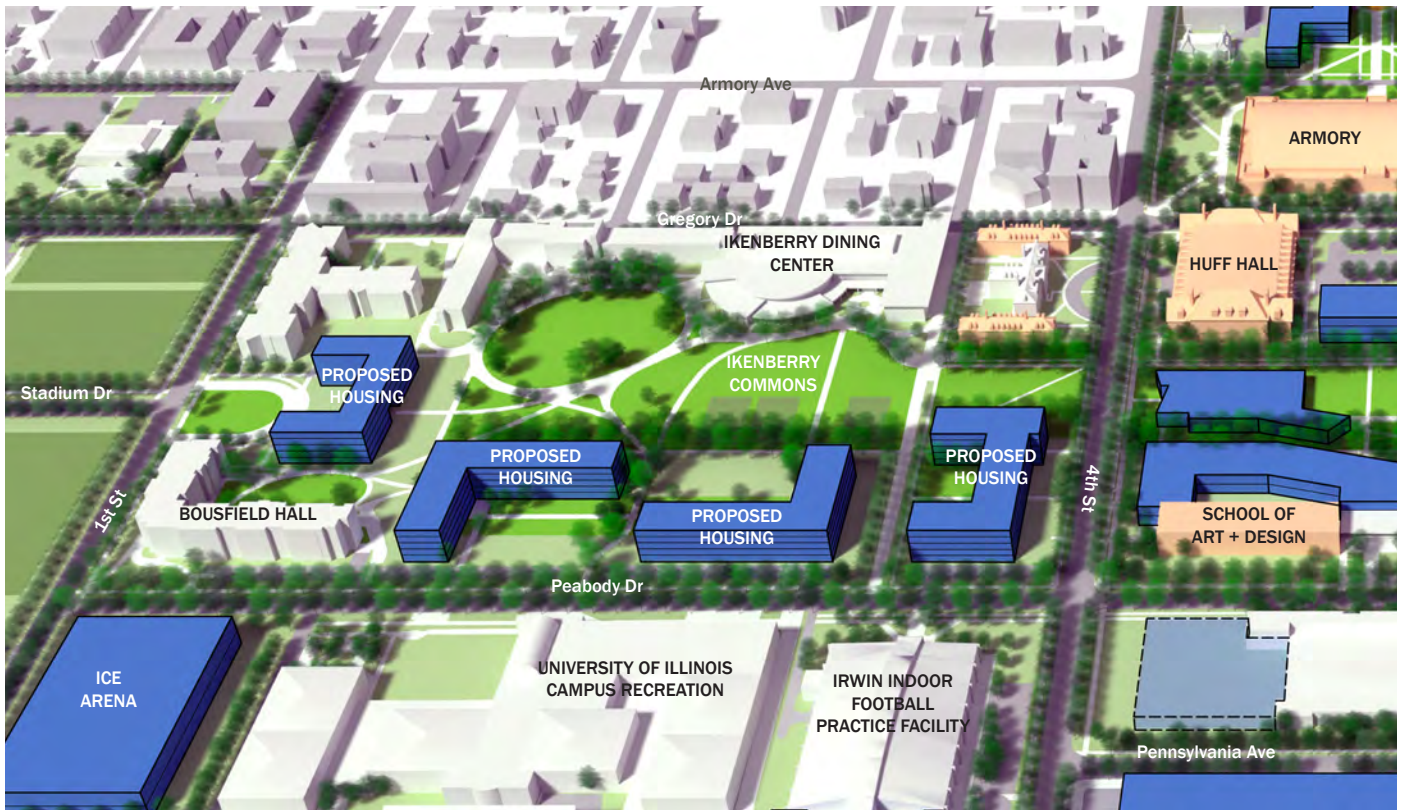 Armory Ave
ARMORY
Gregory Dr
IKENBERRY DINING
CENTER
HUFF HALL
PROPOSED
HOUSING
IKENBERRY
COMMONS
Stadium Dr
PROPOSED
HOUSING
PROPOSED
HOUSING
1st St
BOUSFIELD HALL
PROPOSED
HOUSING
4th St
SCHOOL OF
ART + DESIGN
Peabody Dr
ICE
ARENA
UNIVERSITY OF ILLINOIS
CAMPUS RECREATION
IRWIN INDOOR
FOOTBALL
PRACTICE FACILITY
Pennsylvania Ave